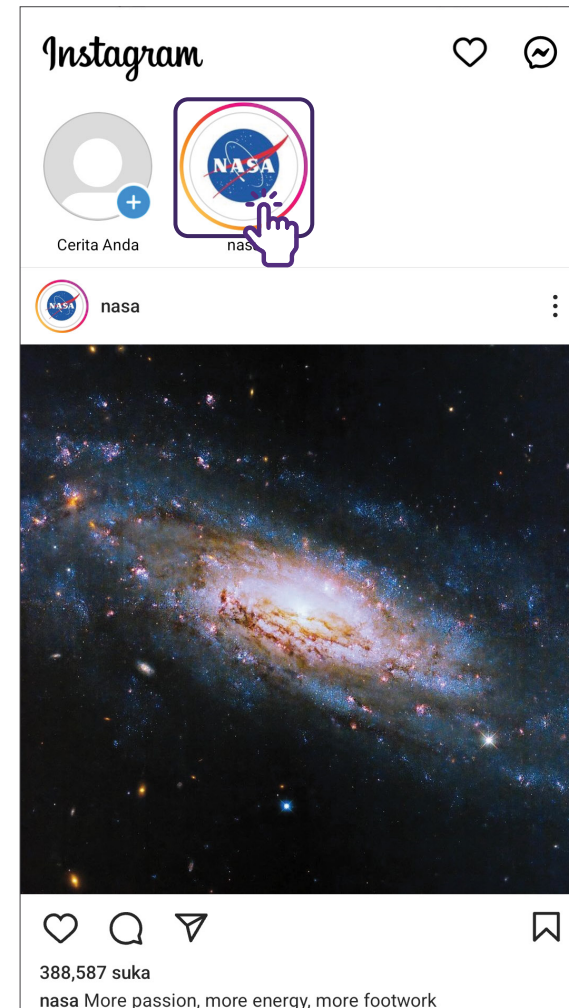 Instagram
NASA
Cerita Anda
NASA
nasa
388,587 suka
nasa More passion, more energy, more footwork